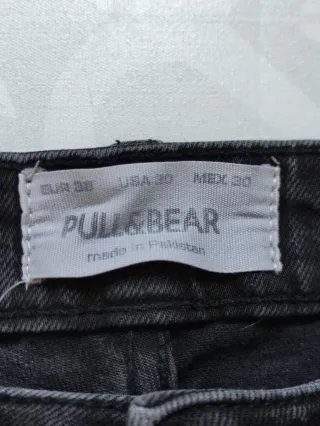 EUR 38 USA 30 MEX 30
PULL&BEAR
made in Pakistan